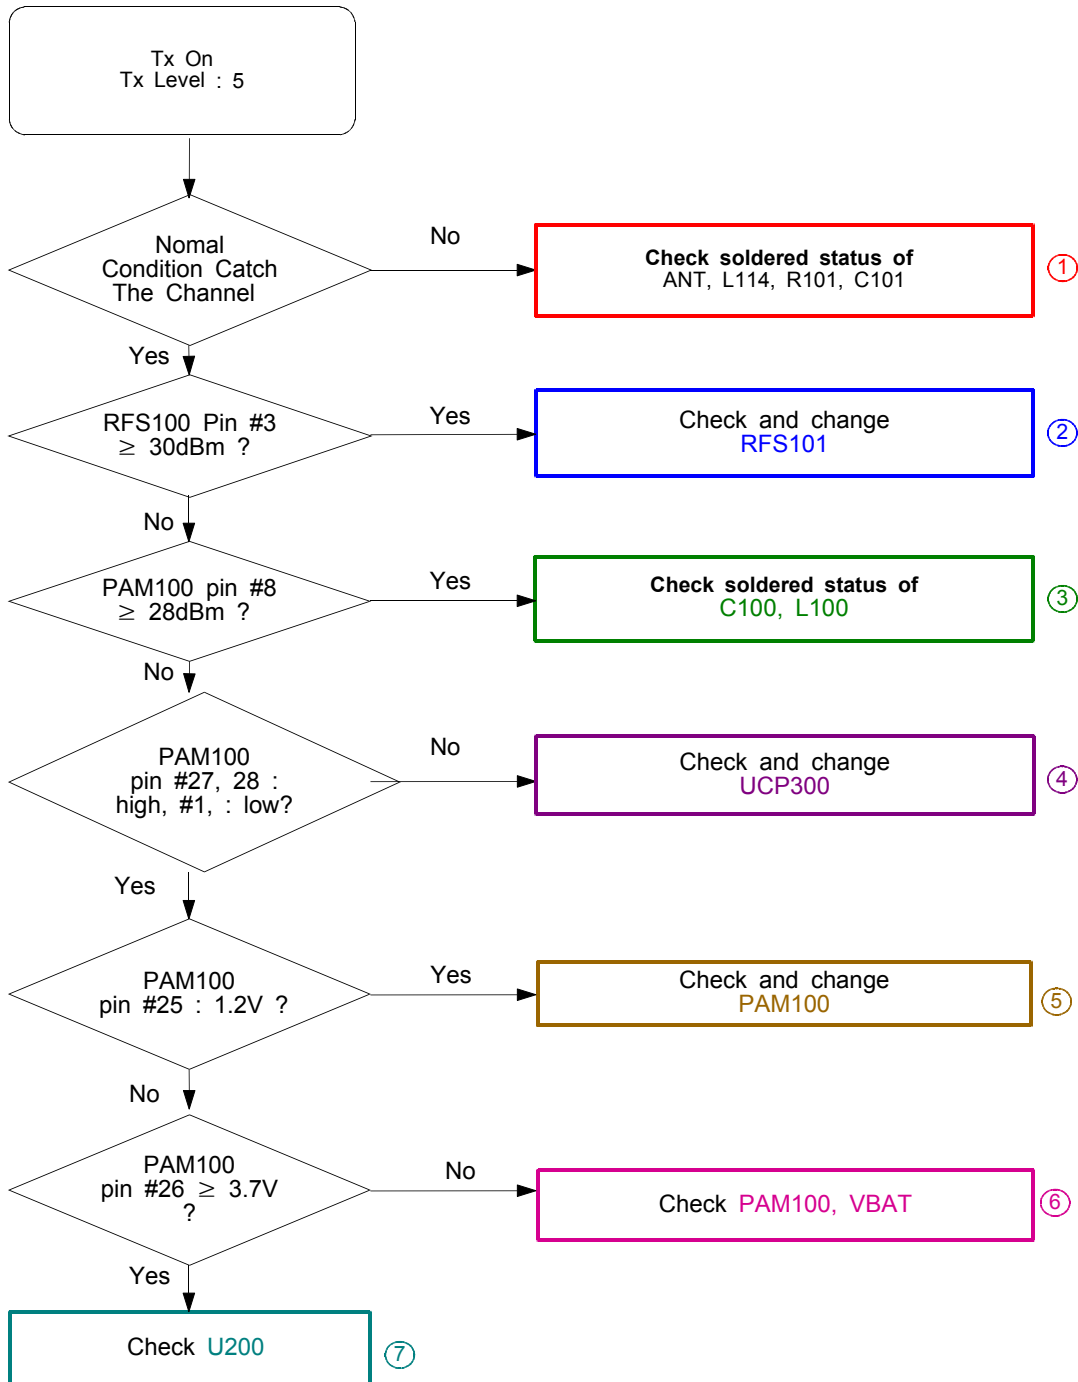 Tx On
Tx Level : 5
Nomal
Condition Catch
The Channel
No
Check soldered status of
ANT, L114, R101, C101
1
Yes
RFS100 Pin #3
≥ 30dBm ?
Yes
Check and change
RFS101
2
No
PAM100 pin #8
≥ 28dBm ?
Yes
Check soldered status of
C100, L100
3
No
PAM100
pin #27, 28 :
high, #1, : low?
No
Check and change
UCP300
4
Yes
PAM100
pin #25 : 1.2V ?
Yes
Check and change
PAM100
5
No
PAM100
pin #26 ≥ 3.7V
?
No
Check PAM100, VBAT
6
Yes
Check U200
7